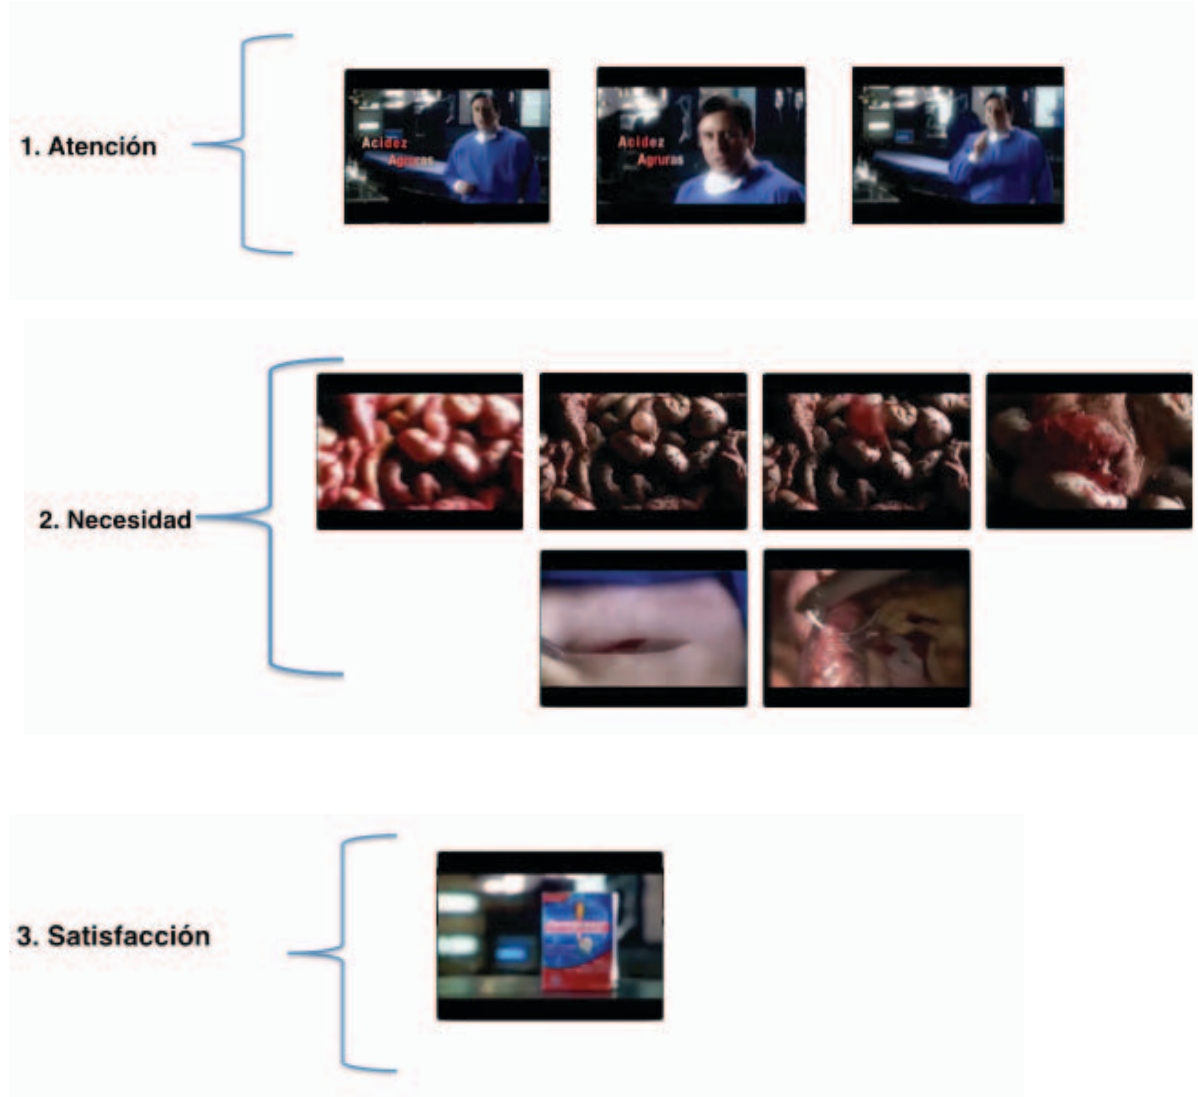 1. Atención
Acidez
Agruras
Acidez
Agruras
2. Necesidad
3. Satisfacción